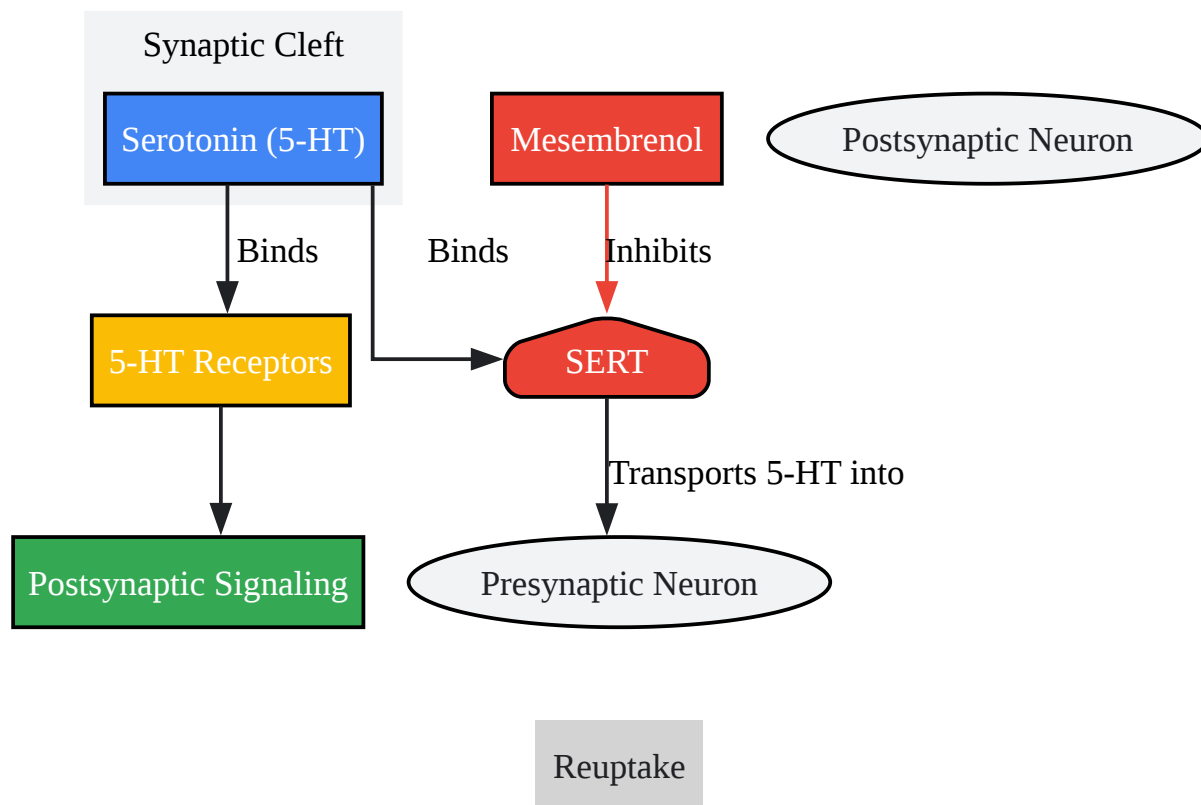 Synaptic Cleft
Serotonin (5-HT)
Mesembrenol
Postsynaptic Neuron
Binds
Binds
Inhibits
5-HT Receptors
SERT
Transports 5-HT into
Postsynaptic Signaling
Presynaptic Neuron
Reuptake